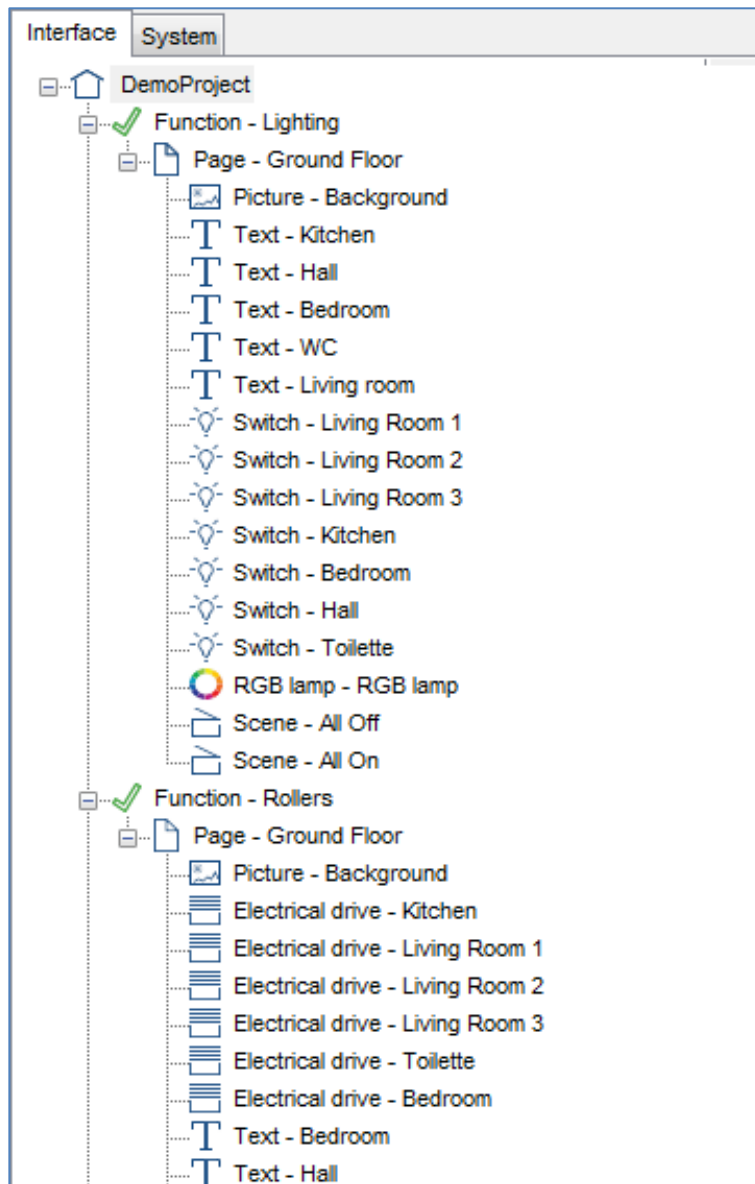 Interface System
DemoProject
Function - Lighting
Page - Ground Floor
Picture - Background
Text - Kitchen
Text - Hall
Text - Bedroom
Text - WC
Text - Living room
Switch - Living Room 1
Switch - Living Room 2
Switch - Living Room 3
Switch - Kitchen
Switch - Bedroom
Switch - Hall
Switch - Toilette
RGB lamp - RGB lamp
Scene - All Off
Scene - All On
Function - Rollers
Page - Ground Floor
Picture - Background
Electrical drive - Kitchen
Electrical drive - Living Room 1
Electrical drive - Living Room 2
Electrical drive - Living Room 3
Electrical drive - Toilette
Electrical drive - Bedroom
Text - Bedroom
Text - Hall